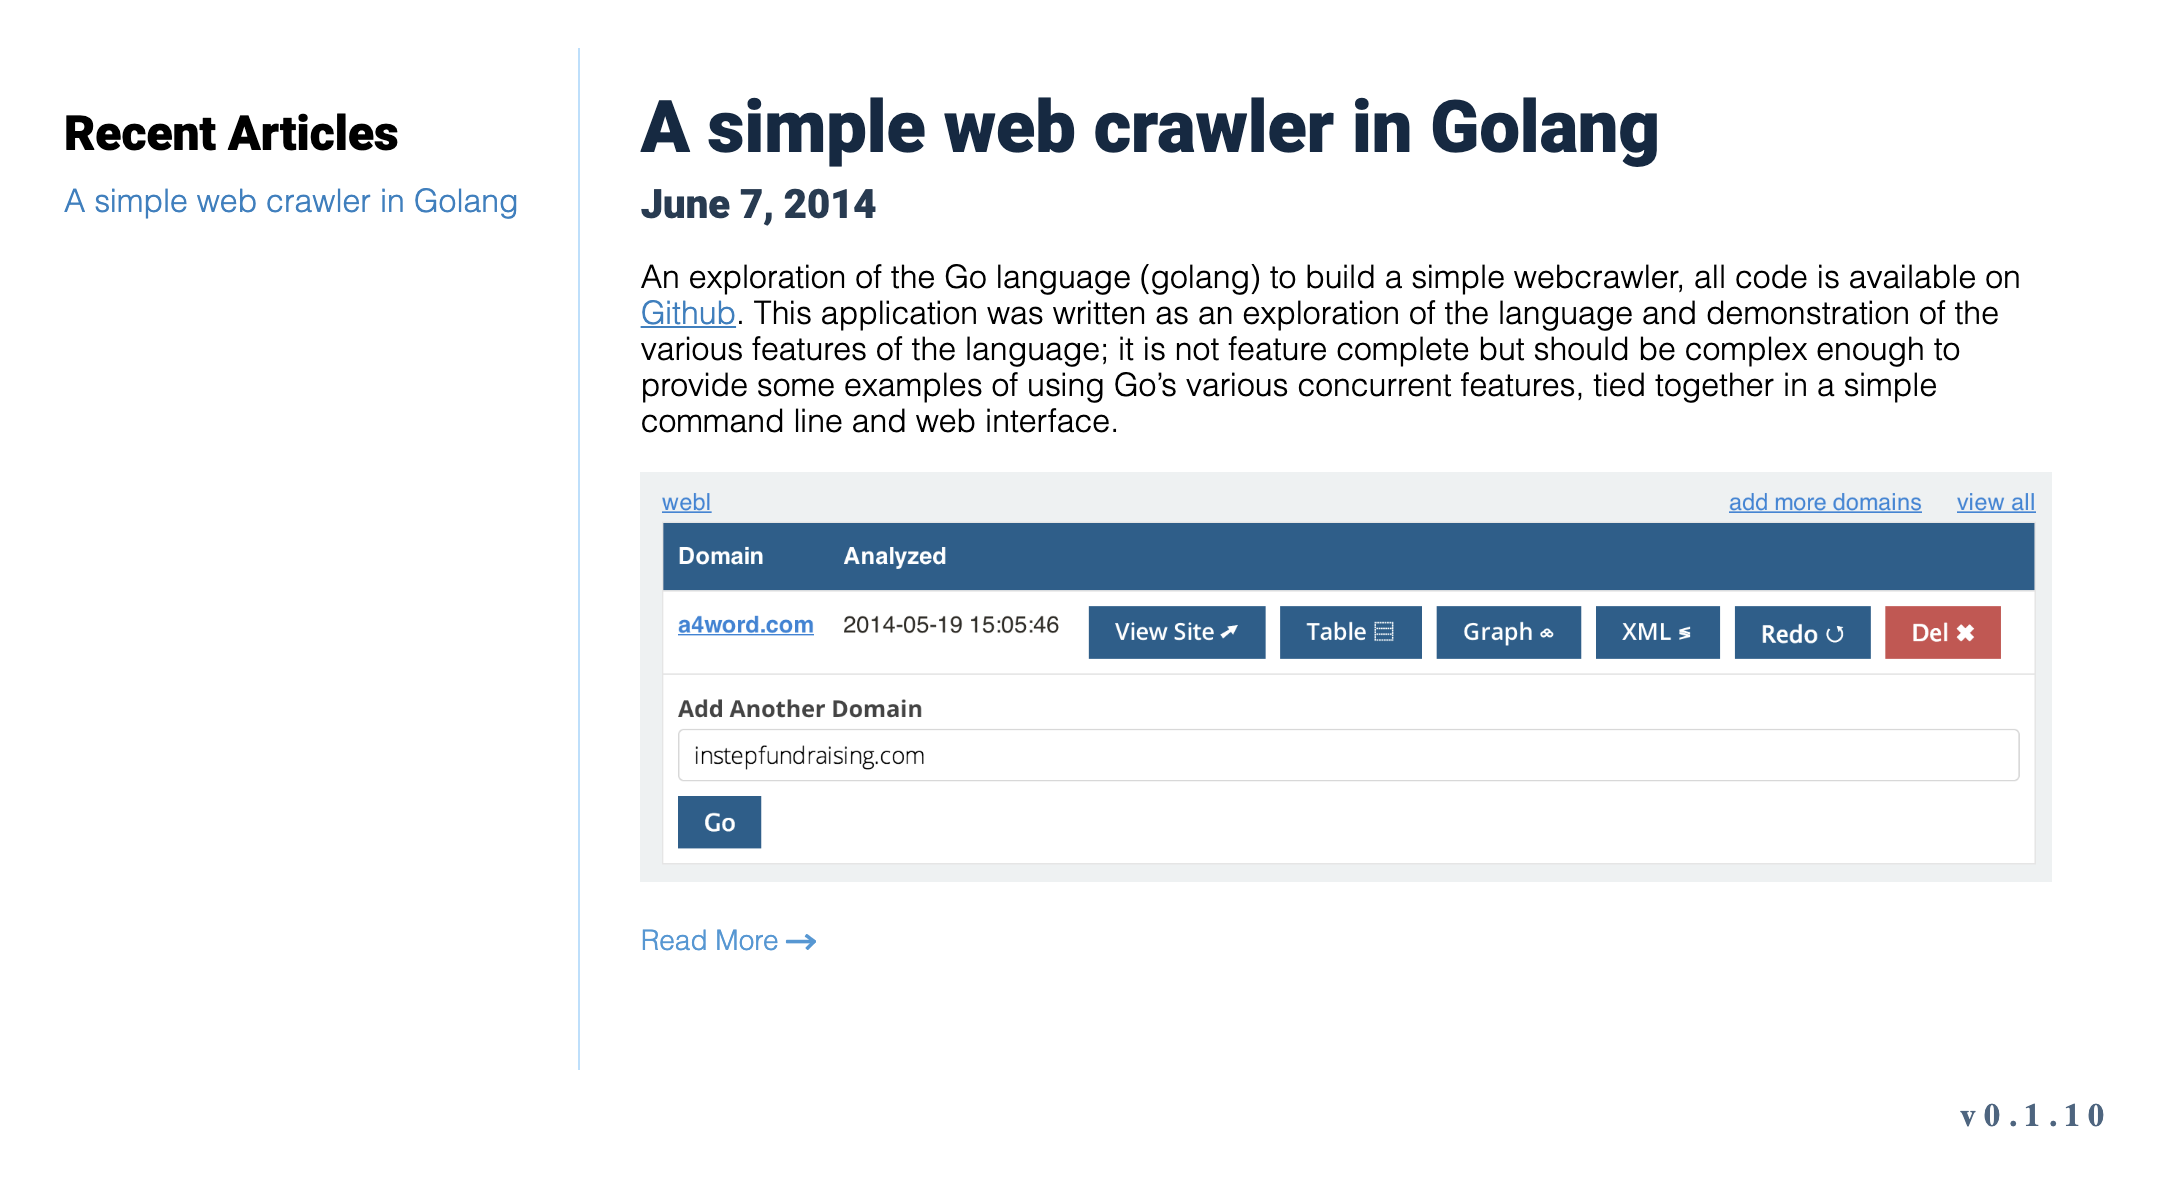 Recent Articles
A simple web crawler in Golang
A simple web crawler in Golang
June 7, 2014
An exploration of the Go language (golang) to build a simple webcrawler, all code is available on
Github. This application was written as an exploration of the language and demonstration of the
various features of the language; it is not feature complete but should be complex enough to
provide some examples of using Go’s various concurrent features, tied together in a simple
command line and web interface.
webl add more domains view all
Domain Analyzed
a4word.com 2014-05-19 15:05:46 View Site Table Graph XML Redo Del
Add Another Domain
instepfundraising.com
Go
Read More →
v0.1.10